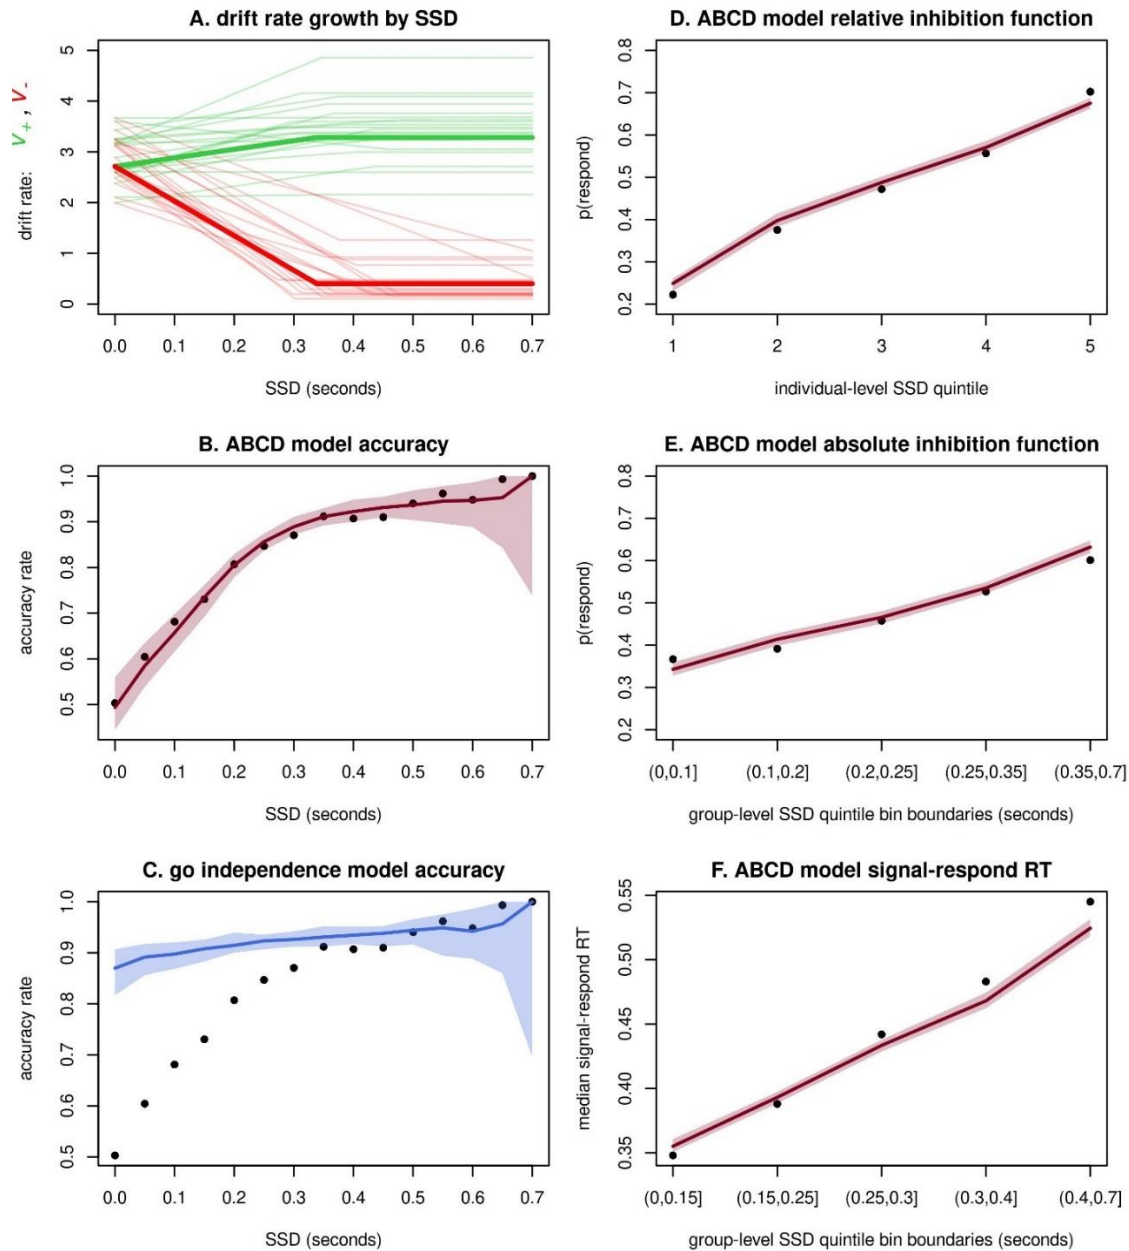 A. drift rate growth by SSD
drift rate: V+ , V-
5
4
3
2
1
0
0.0 0.1 0.2 0.3 0.4 0.5 0.6 0.7
SSD (seconds)
D. ABCD model relative inhibition function
p(respond)
0.8
0.7
0.6
0.5
0.4
0.3
0.2
1 2 3 4 5
individual-level SSD quintile
B. ABCD model accuracy
accuracy rate
1.0
0.9
0.8
0.7
0.6
0.5
0.0 0.1 0.2 0.3 0.4 0.5 0.6 0.7
SSD (seconds)
E. ABCD model absolute inhibition function
p(respond)
0.8
0.7
0.6
0.5
0.4
0.3
0.2
(0,0.1] (0.1,0.2] (0.2,0.25] (0.25,0.35] (0.35,0.7]
group-level SSD quintile bin boundaries (seconds)
C. go independence model accuracy
accuracy rate
1.0
0.9
0.8
0.7
0.6
0.5
0.0 0.1 0.2 0.3 0.4 0.5 0.6 0.7
SSD (seconds)
F. ABCD model signal-respond RT
median signal-respond RT
0.55
0.50
0.45
0.40
0.35
(0,0.15] (0.15,0.25] (0.25,0.3] (0.3,0.4] (0.4,0.7]
group-level SSD quintile bin boundaries (seconds)